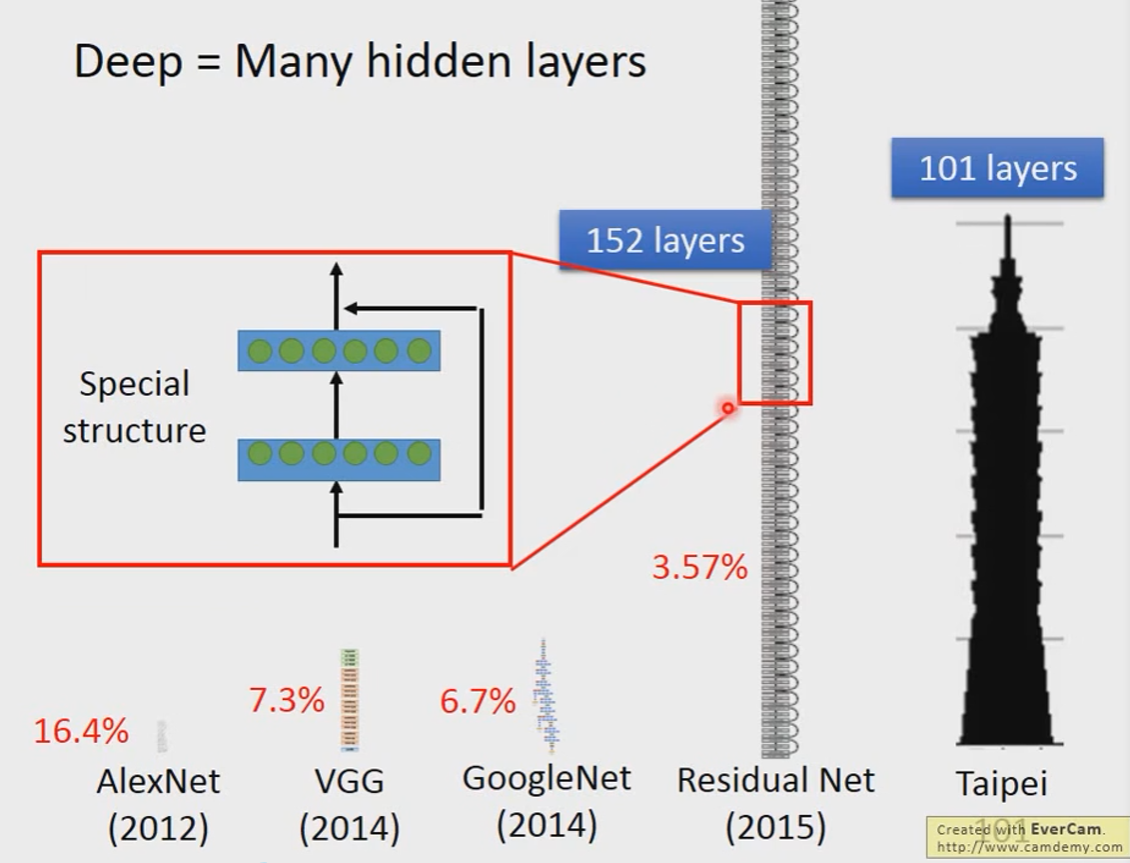 Deep = Many hidden layers
101 layers
152 layers
Special
structure
3.57%
7.3%
6.7%
16.4%
AlexNet
(2012)
VGG
(2014)
GoogleNet
(2014)
Residual Net
(2015)
Taipei
101
Created with EverCam.
http://www.camdemy.com